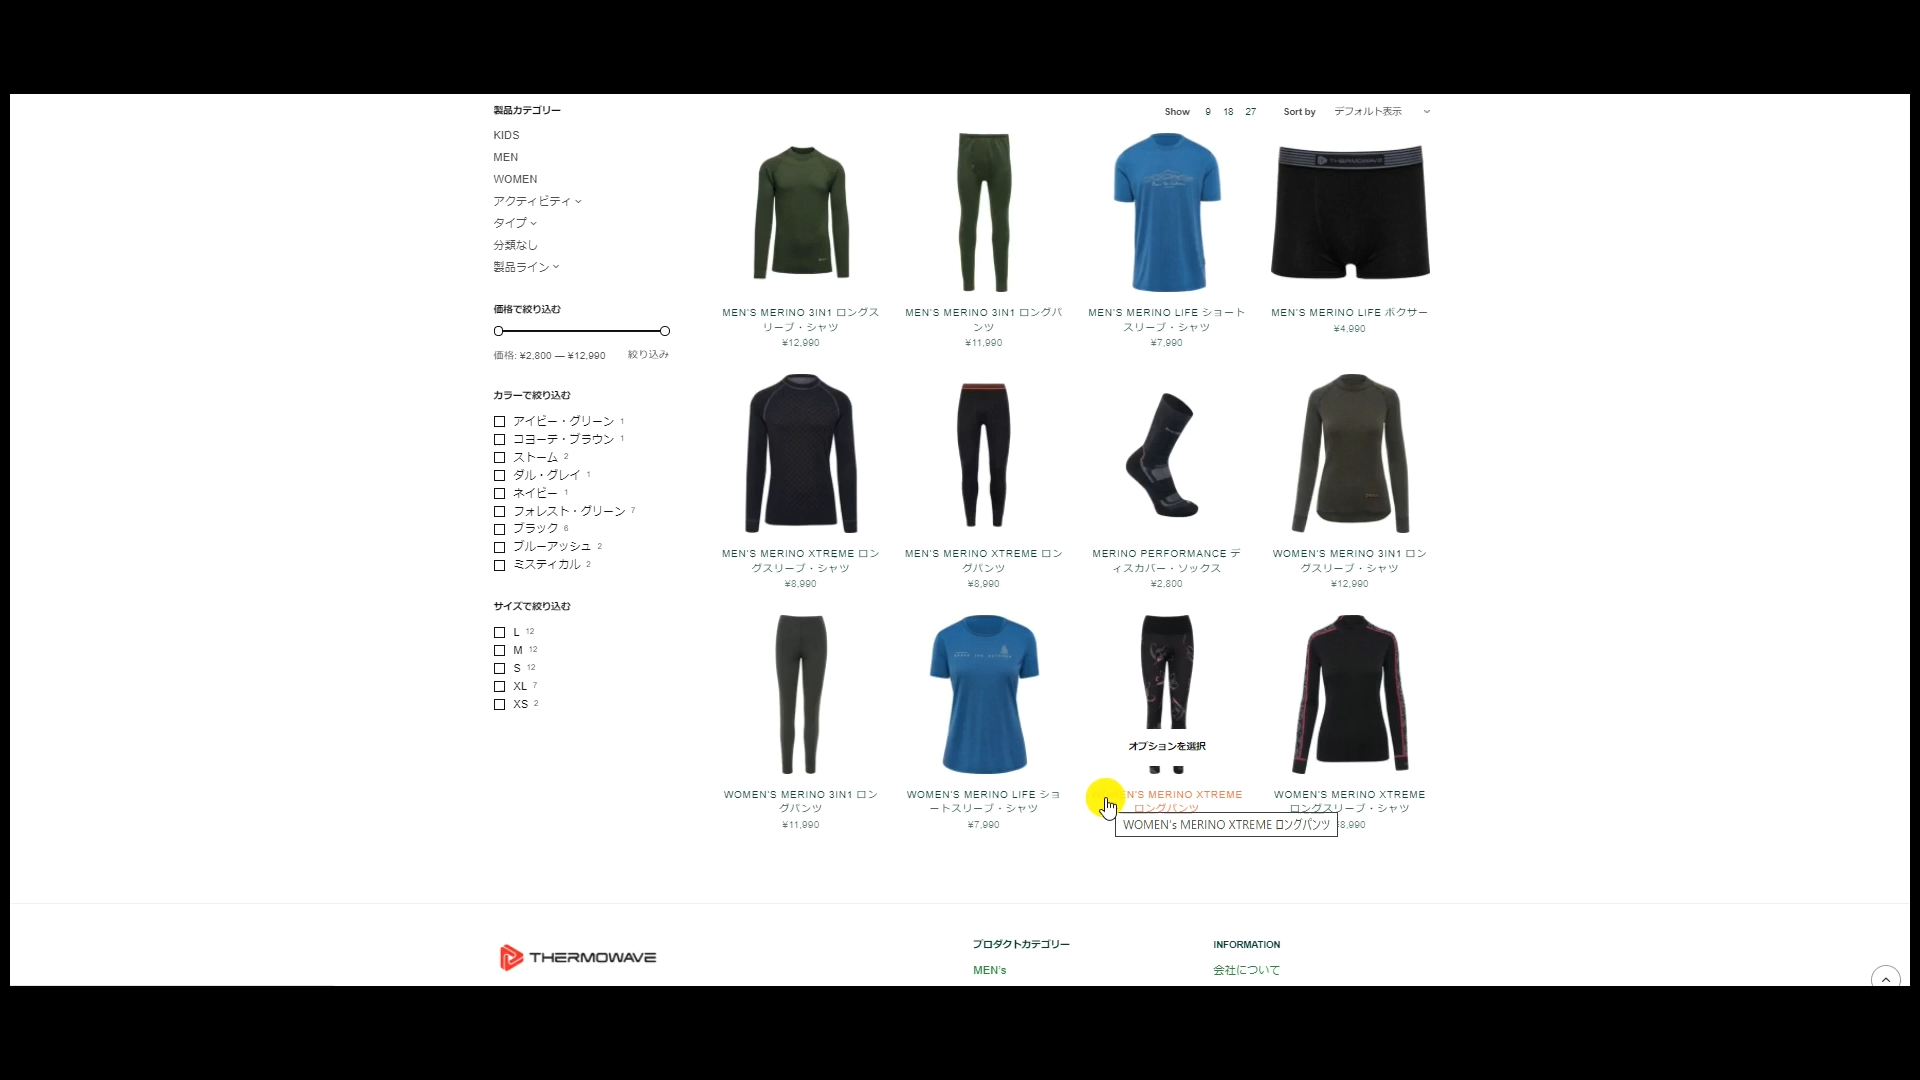 製品カテゴリー
KIDS
MEN
WOMEN
アクティビティ
タイプ
分類なし
製品ライン
価格で絞り込む
価格: ¥2,800 — ¥12,990 絞り込み
カラーで絞り込む
アイビー・グリーン 1
コヨーテ・ブラウン 1
ストーム 2
ダル・グレイ 1
ネイビー 1
フォレスト・グリーン 7
ブラック 6
ブルーアッシュ 2
ミスティカル 2
サイズで絞り込む
L 12
M 12
S 12
XL 7
XS 2
Show 9 18 27 Sort by デフォルト表示
THERMOWAVE
MEN'S MERINO 3IN1 ロングス
リーブ・シャツ
¥12,990
MEN'S MERINO 3IN1 ロングパ
ンツ
¥11,990
MEN'S MERINO LIFE ショート
スリーブ・シャツ
¥7,990
MEN'S MERINO LIFE ボクサー
¥4,990
MEN'S MERINO XTREME ロン
グスリーブ・シャツ
¥8,990
MEN'S MERINO XTREME ロン
グパンツ
¥8,990
MERINO PERFORMANCE デ
ィスカバー・ソックス
¥2,800
WOMEN'S MERINO 3IN1 ロン
グスリーブ・シャツ
¥12,990
オプションを選択
WOMEN'S MERINO 3IN1 ロン
グパンツ
¥11,990
WOMEN'S MERINO LIFE ショ
ートスリーブ・シャツ
¥7,990
EN'S MERINO XTREME
ロングパンツ
WOMEN's MERINO XTREME ロングパンツ
WOMEN'S MERINO XTREME
ロングスリーブ・シャツ
8,990
THERMOWAVE
プロダクトカテゴリー
MEN's
INFORMATION
会社について